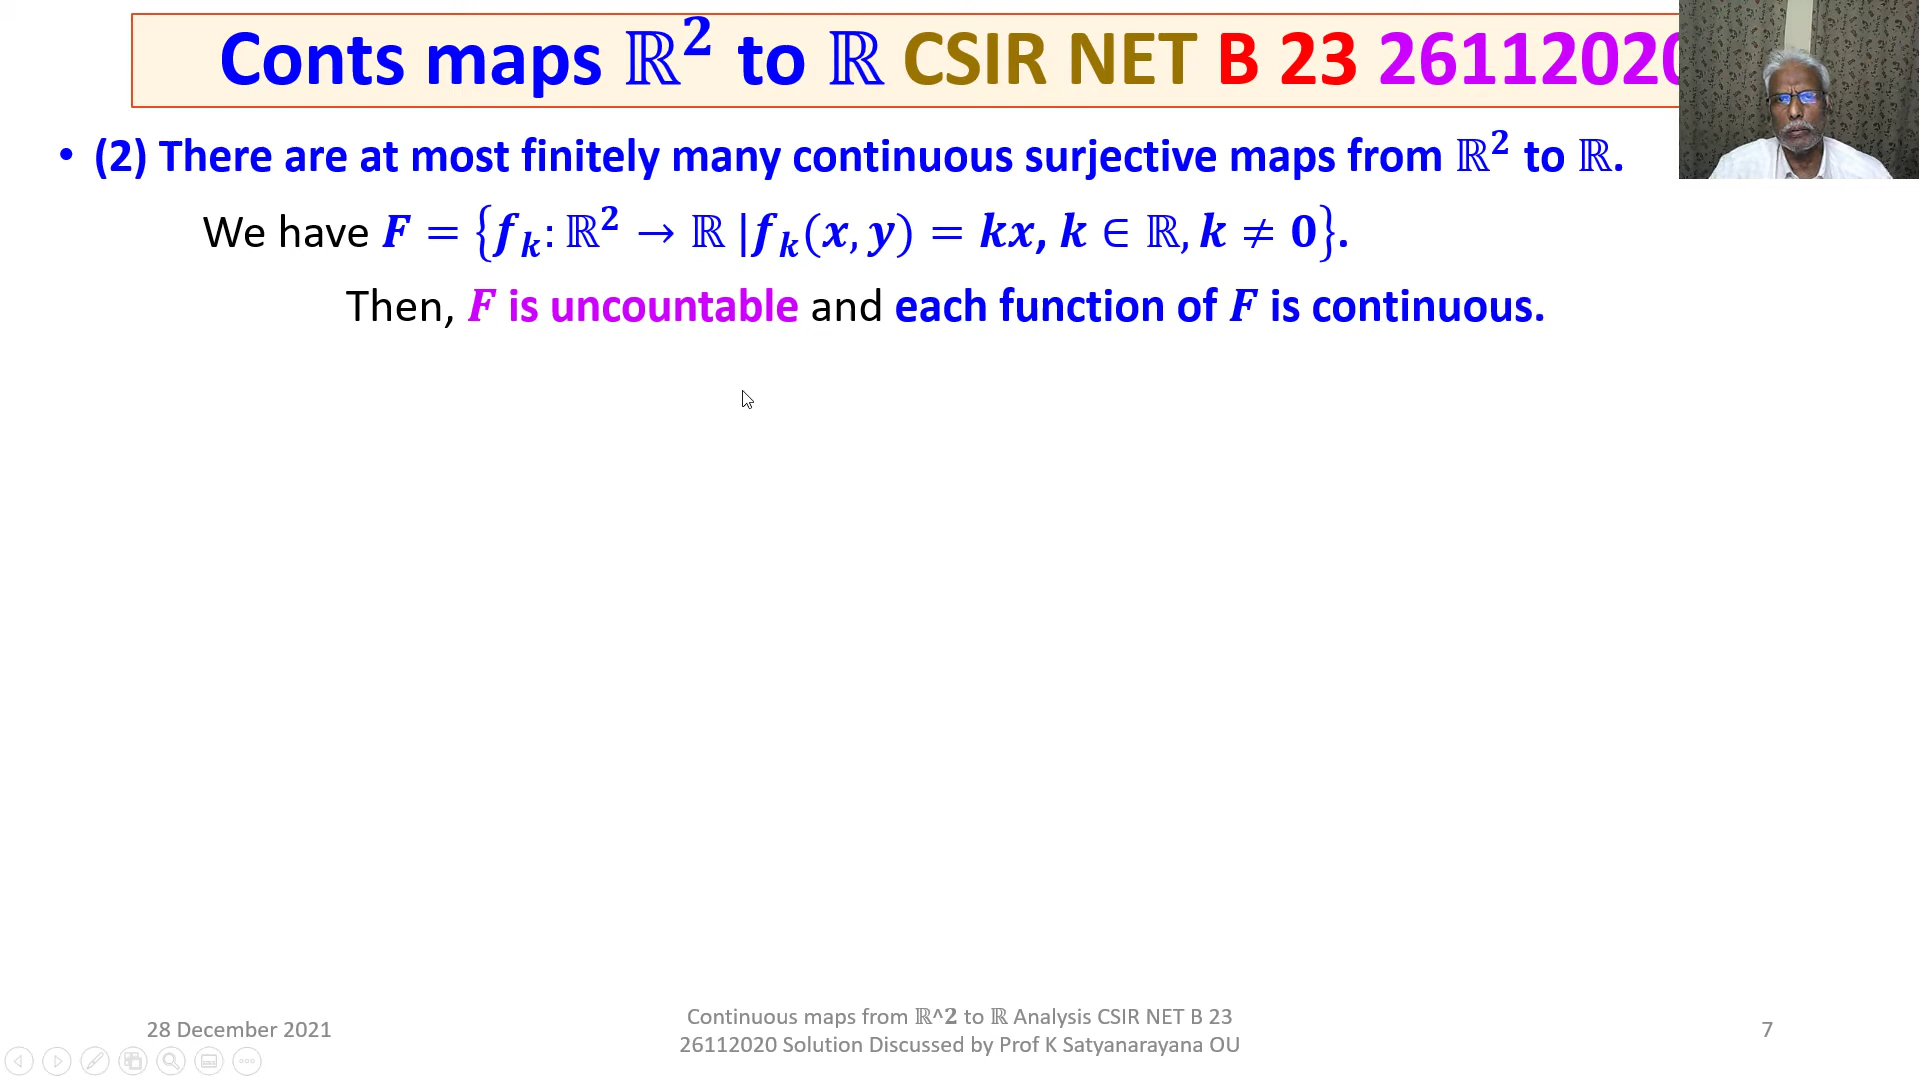 Conts maps ℝ² to ℝ CSIR NET B 23 26112020
• (2) There are at most finitely many continuous surjective maps from ℝ² to ℝ.
We have F = {f_k: ℝ² → ℝ |f_k(x, y) = kx, k ∈ ℝ, k ≠ 0}.
Then, F is uncountable and each function of F is continuous.
28 December 2021
Continuous maps from ℝ^2 to ℝ Analysis CSIR NET B 23
26112020 Solution Discussed by Prof K Satyanarayana OU
7